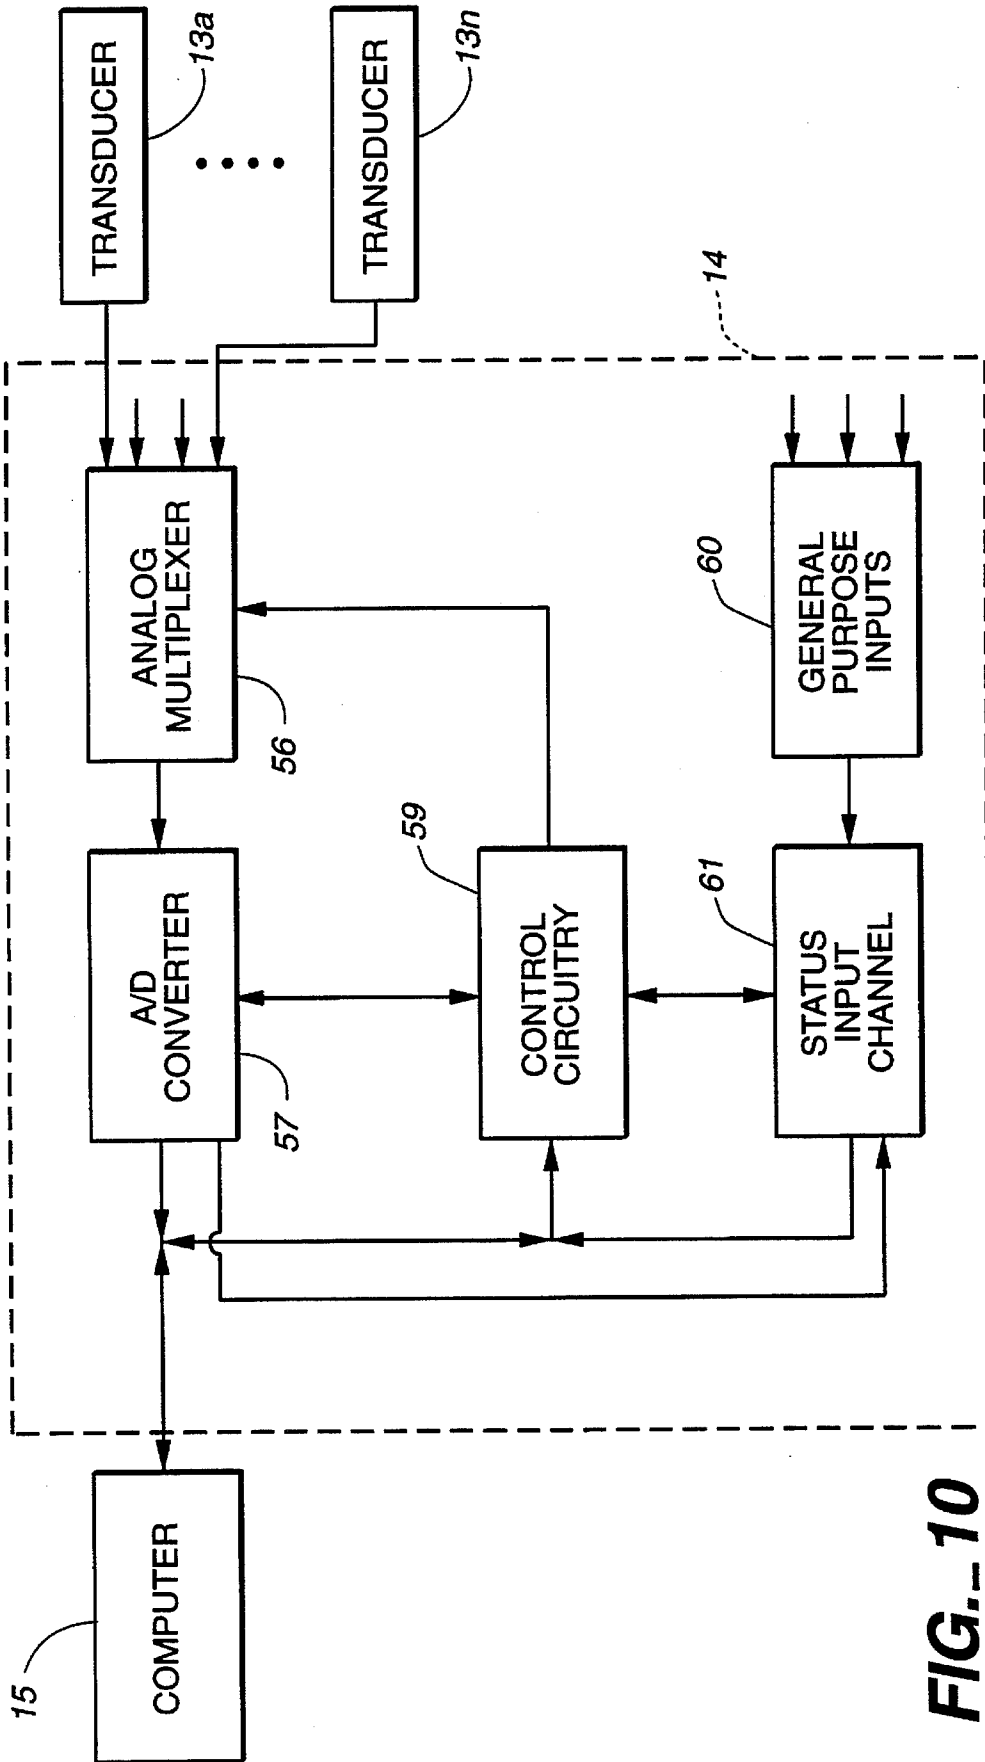 15
COMPUTER
57
A/D
CONVERTER
56
ANALOG
MULTIPLEXER
TRANSDUCER
13a
TRANSDUCER
13n
59
CONTROL
CIRCUITRY
14
61
STATUS
INPUT
CHANNEL
60
GENERAL
PURPOSE
INPUTS
FIG._10